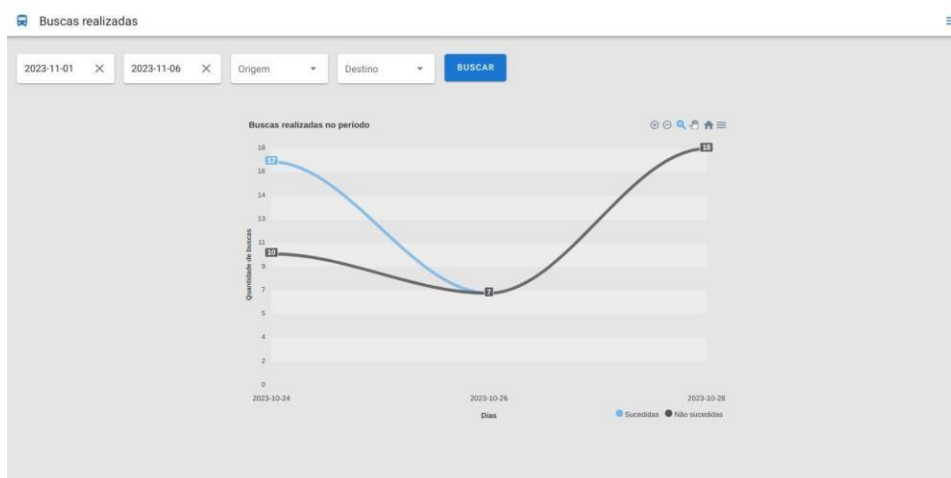 Buscas realizadas
2023-11-01 2023-11-06 Origem Destino BUSCAR
Buscas realizadas no período
18
17 18
16
14
13
11
10
9
7 7
5
4
2
0
Quantidade de buscas
2023-10-24 2023-10-26 2023-10-28
Dias
Sucedidas Não sucedidas